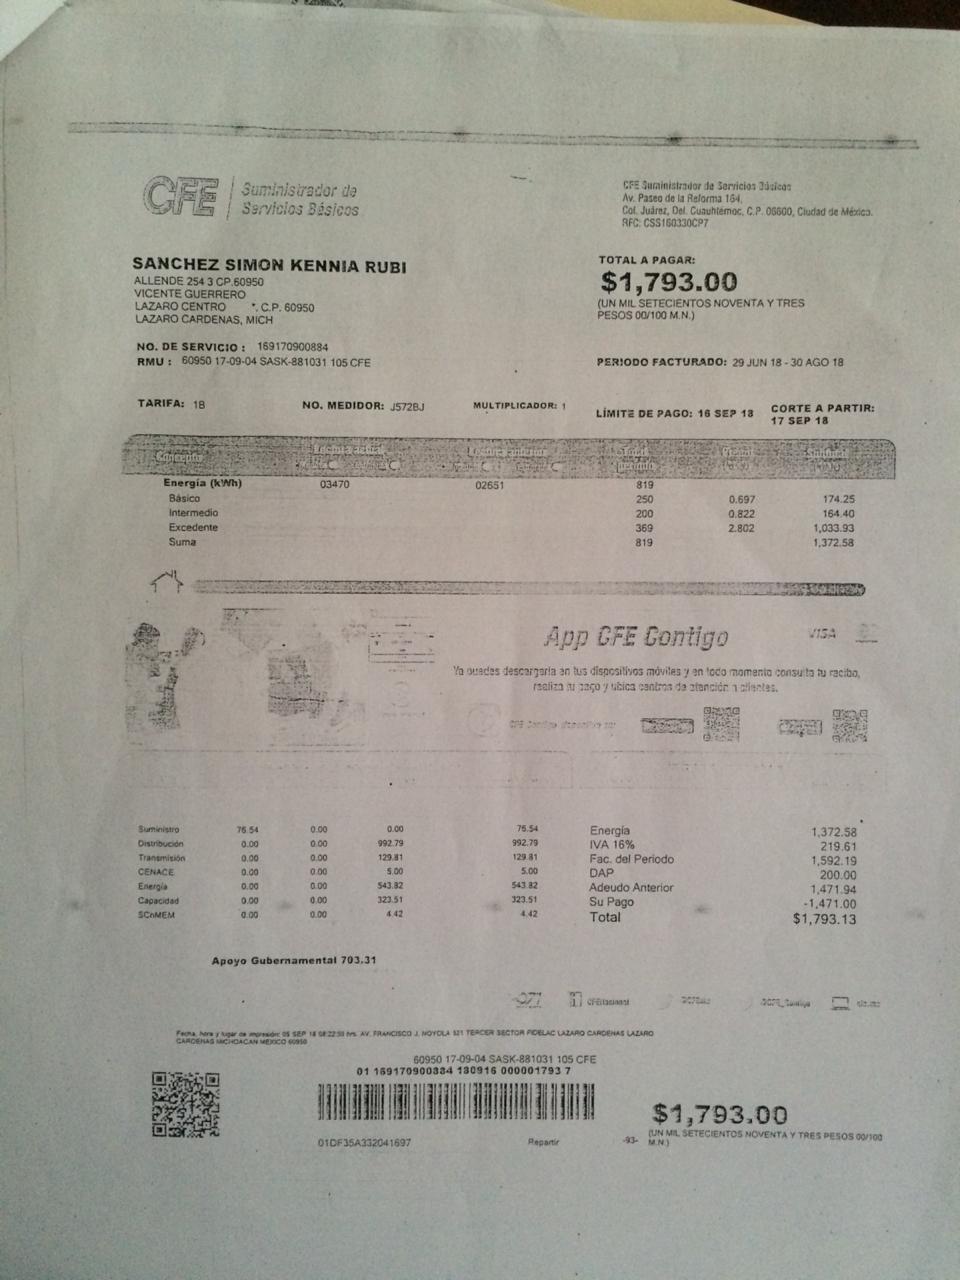 CFE
Suministrador de
Servicios Básicos
CFE Suministrador de Servicios Básicos
Av. Paseo de la Reforma 164,
Col. Juárez, Del. Cuauhtémoc, C.P. 06600, Ciudad de México.
RFC: CSS160330CP7
SANCHEZ SIMON KENNIA RUBI
ALLENDE 254 3 CP.60950
VICENTE GUERRERO
LAZARO CENTRO *. C.P. 60950
LAZARO CARDENAS, MICH
TOTAL A PAGAR:
$1,793.00
(UN MIL SETECIENTOS NOVENTA Y TRES
PESOS 00/100 M.N.)
NO. DE SERVICIO : 169170900884
RMU : 60950 17-09-04 SASK-881031 105 CFE
PERIODO FACTURADO: 29 JUN 18 - 30 AGO 18
TARIFA: 1B NO. MEDIDOR: J572BJ MULTIPLICADOR: 1 LÍMITE DE PAGO: 16 SEP 18 CORTE A PARTIR:
17 SEP 18
Concepto Lectura actual Lectura anterior Total Precio Subtotal
Energía (kWh) 03470 02651 819
Básico 250 0.697 174.25
Intermedio 200 0.822 164.40
Excedente 369 2.802 1,033.93
Suma 819 1,372.58
App CFE Contigo
VISA
Ya puedes descargarla en tus dispositivos móviles y en todo momento consulta tu recibo,
realiza tu pago y ubica centros de atención a clientes.
CFE Contigo
Suministro 76.54 0.00 0.00 76.54
Distribución 0.00 0.00 992.79 992.79
Transmisión 0.00 0.00 129.81 129.81
CENACE 0.00 0.00 5.00 5.00
Energía 0.00 0.00 543.82 543.82
Capacidad 0.00 0.00 323.51 323.51
SCnMEM 0.00 0.00 4.42 4.42
Energía 1,372.58
IVA 16% 219.61
Fac. del Periodo 1,592.19
DAP 200.00
Adeudo Anterior 1,471.94
Su Pago -1,471.00
Total $1,793.13
Apoyo Gubernamental 703.31
071
CFENacional
Fecha, hora y lugar de impresión: 05 SEP 18 hrs. AV. FRANCISCO J. NOYOLA 521 TERCER SECTOR FIDELAC LAZARO CARDENAS LAZARO
CARDENAS MICHOACAN MEXICO 60950
60950 17-09-04 SASK-881031 105 CFE
01 169170900884 180916 000001793 7
01DF35A332041697
Repartir
-93-
$1,793.00
(UN MIL SETECIENTOS NOVENTA Y TRES PESOS 00/100
M.N.)